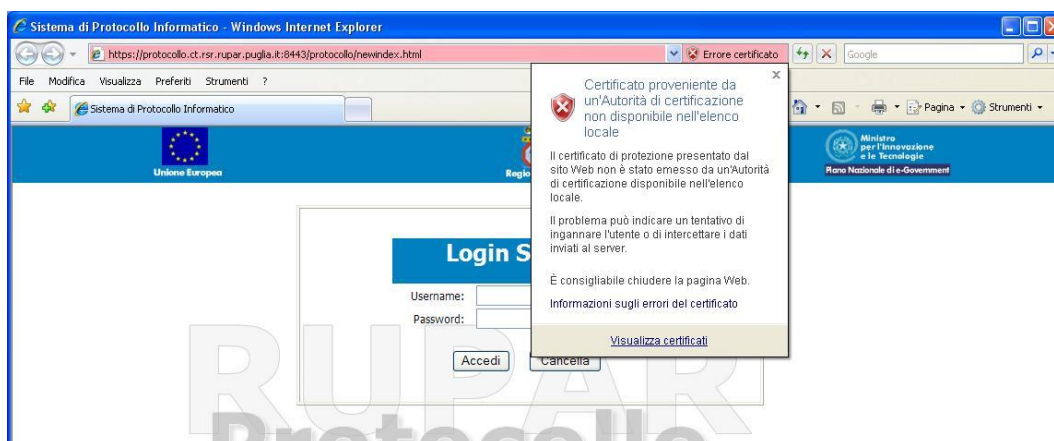 Sistema di Protocollo Informatico - Windows Internet Explorer
https://protocollo.ct.rsr.rupar.puglia.it:8443/protocollo/newindex.html
Errore certificato
Google
File Modifica Visualizza Preferiti Strumenti ?
Sistema di Protocollo Informatico
Pagina
Strumenti
Certificato proveniente da
un'Autorità di certificazione
non disponibile nell'elenco
locale
Il certificato di protezione presentato dal
sito Web non è stato emesso da un'Autorità
di certificazione disponibile nell'elenco
locale.
Il problema può indicare un tentativo di
ingannare l'utente o di intercettare i dati
inviati al server.
È consigliabile chiudere la pagina Web.
Informazioni sugli errori del certificato
Visualizza certificati
Unione Europea
Regio
Ministro
per l'Innovazione
e le Tecnologie
Piano Nazionale di e-Government
Login S
Username:
Password:
Accedi
Cancella
RUPAR
Protocollo